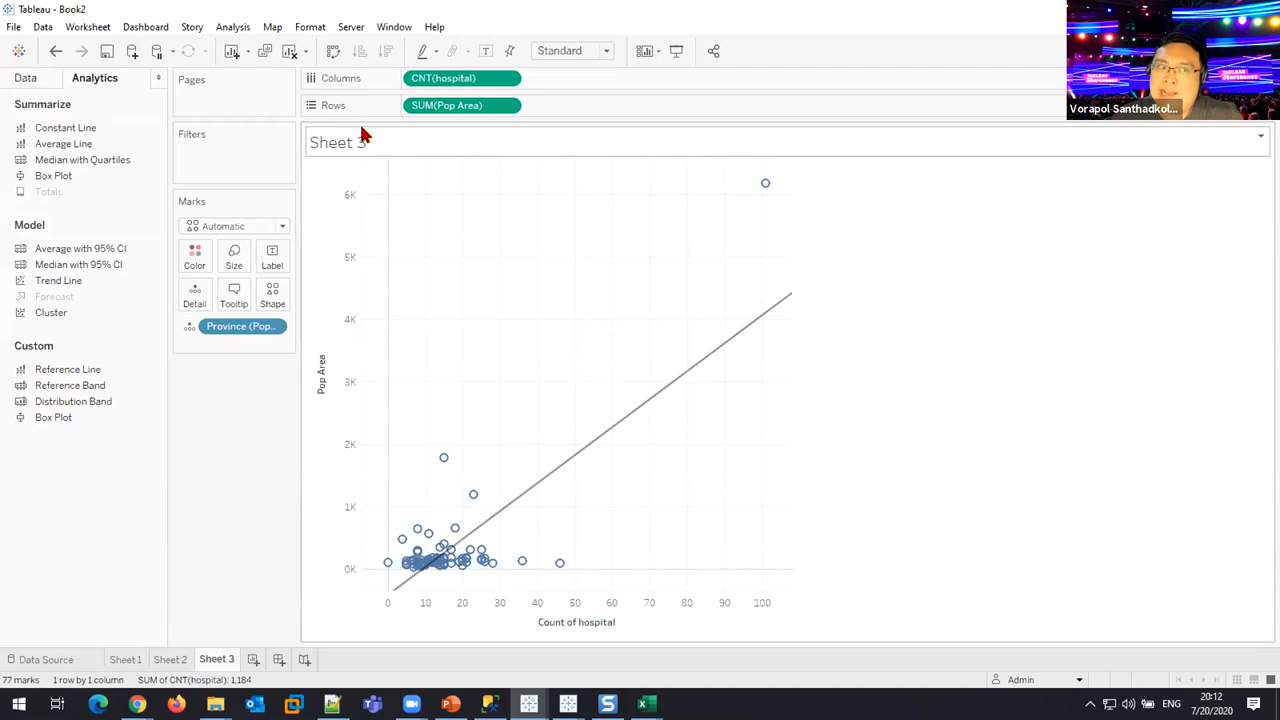 Tableau - Book2
File Data Worksheet Dashboard Story Analysis Map Format Server Window Help
Standard
Data Analytics
Summarize
Constant Line
Average Line
Median with Quartiles
Box Plot
Totals
Model
Average with 95% CI
Median with 95% CI
Trend Line
Forecast
Cluster
Custom
Reference Line
Reference Band
Distribution Band
Box Plot
Pages
Filters
Marks
Automatic
Color Size Label
Detail Tooltip Shape
Province (Pop..
Columns CNT(hospital)
Rows SUM(Pop Area)
Sheet 3
6K
5K
4K
3K
2K
1K
0K
Pop Area
0 10 20 30 40 50 60 70 80 90 100
Count of hospital
TABLEAU CONFERENCE
Vorapol Santhadkol...
Data Source Sheet 1 Sheet 2 Sheet 3
77 marks 1 row by 1 column SUM of CNT(hospital): 1,184
Admin
ENG
20:12
7/20/2020